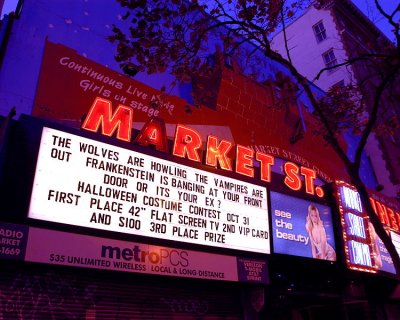 Continuous Live Nude
Girls on stage
MARKET ST.
MARKET STREET
THE WOLVES ARE HOWLING, THE VAMPIRES ARE
OUT FRANKENSTEIN IS BANGING AT YOUR FRONT
DOOR OR ITS YOUR EX ?
HALLOWEEN COSTUME CONTEST OCT 31
FIRST PLACE 42" FLAT SCREEN TV 2ND VIP CARD
AND $100 3RD PLACE PRIZE
see the
beauty
metroPCS
535 UNLIMITED WIRELESS LOCAL & LONG DISTANCE